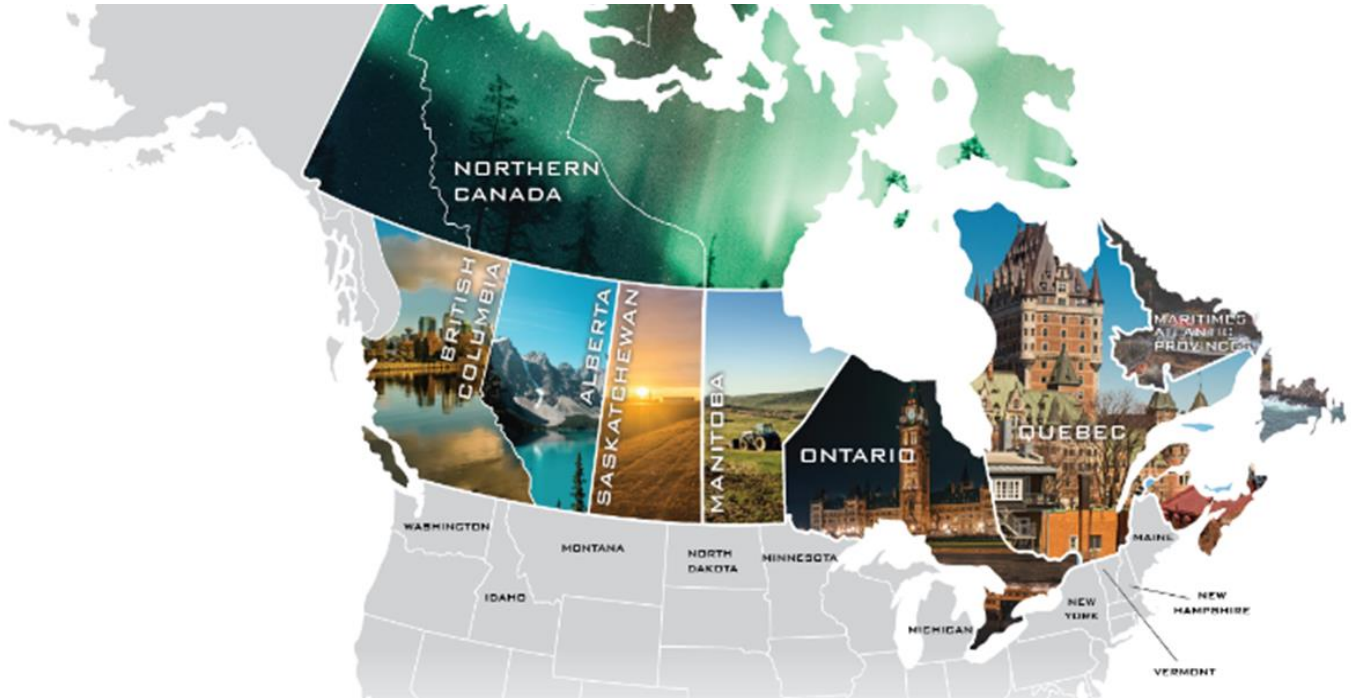 NORTHERN
CANADA
BRITISH
COLUMBIA
ALBERTA
SASKATCHEWAN
MANITOBA
ONTARIO
QUEBEC
MARITIMES
ATLANTIC
PROVINCES
WASHINGTON
MONTANA
NORTH
DAKOTA
MINNESOTA
IDAHO
MICHIGAN
NEW
YORK
MAINE
NEW
HAMPSHIRE
VERMONT